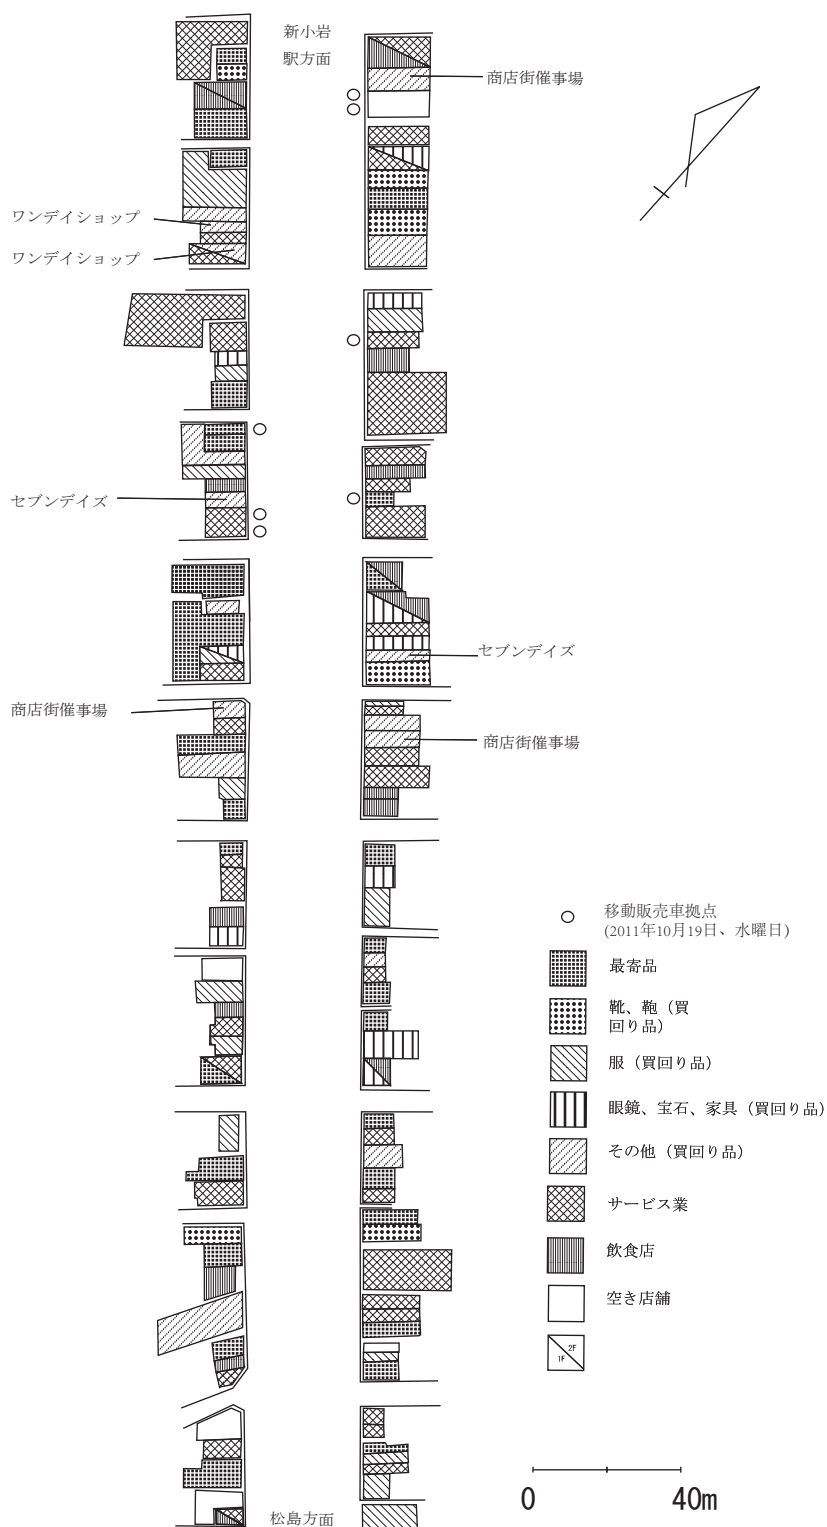 新小岩
駅方面
商店街催事場
ワンデイショップ
ワンデイショップ
セブンデイズ
セブンデイズ
商店街催事場
商店街催事場
移動販売車拠点
(2011年10月19日、水曜日)
最寄品
靴、鞄（買
回り品）
服（買回り品）
眼鏡、宝石、家具（買回り品）
その他（買回り品）
サービス業
飲食店
空き店舗
2F
1F
0 40m
松島方面